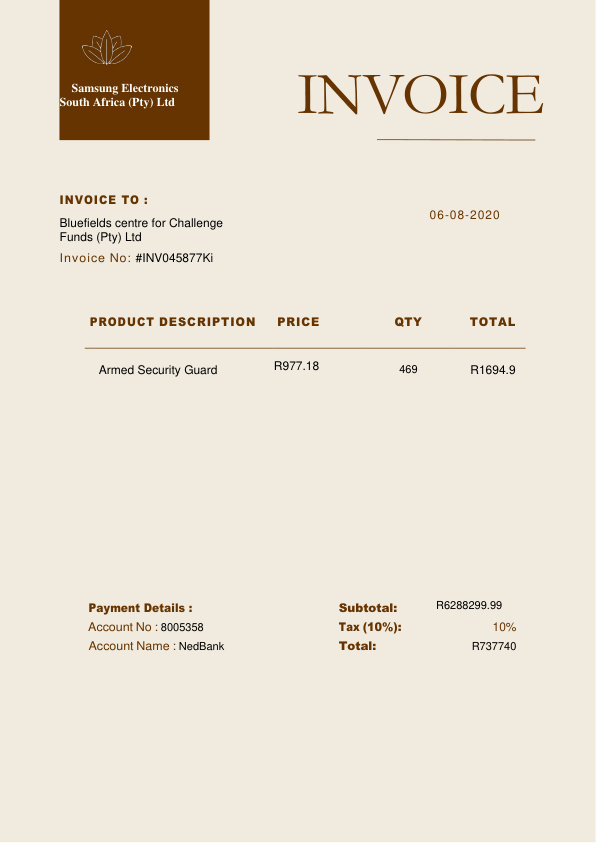 Samsung Electronics
South Africa (Pty) Ltd
INVOICE
INVOICE TO :
06-08-2020
Bluefields centre for Challenge
Funds (Pty) Ltd
Invoice No: #INV045877Ki
PRODUCT DESCRIPTION PRICE QTY TOTAL
Armed Security Guard R977.18 469 R1694.9
Payment Details : Subtotal: R6288299.99
Account No : 8005358 Tax (10%): 10%
Account Name : NedBank Total: R737740